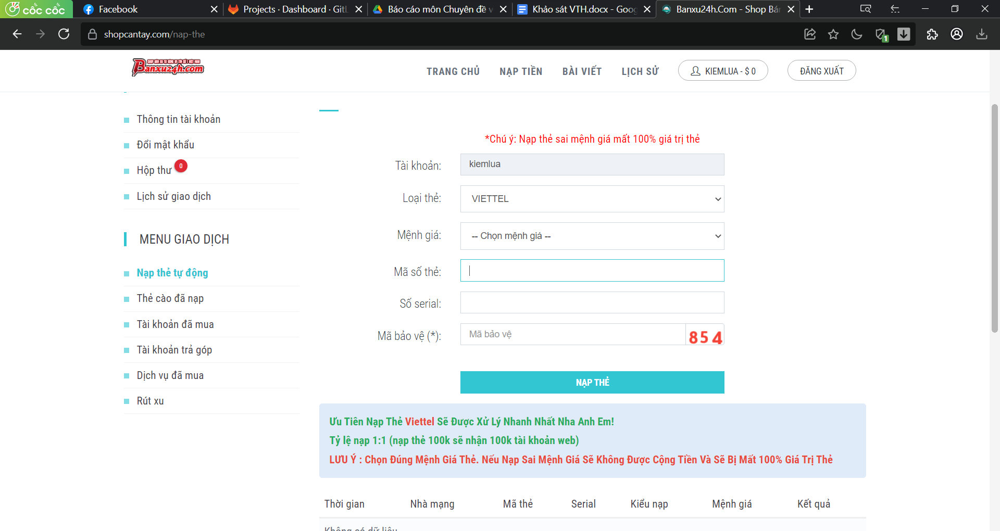 cốc cốc
Facebook
Projects · Dashboard · GitL
Báo cáo môn Chuyên đề v
Khảo sát VTH.docx - Goog
Banxu24h.Com - Shop Bán
shopcantay.com/nap-the
1
Banxu24h.com
TRANG CHỦ
NẠP TIỀN
BÀI VIẾT
LỊCH SỬ
KIEMLUA - $ 0
ĐĂNG XUẤT
Thông tin tài khoản
Đổi mật khẩu
Hộp thư 0
Lịch sử giao dịch
MENU GIAO DỊCH
Nạp thẻ tự động
Thẻ cào đã nạp
Tài khoản đã mua
Tài khoản trả góp
Dịch vụ đã mua
Rút xu
*Chú ý: Nạp thẻ sai mệnh giá mất 100% giá trị thẻ
Tài khoản: kiemlua
Loại thẻ: VIETTEL
Mệnh giá: -- Chọn mệnh giá --
Mã số thẻ:
Số serial:
Mã bảo vệ (*): Mã bảo vệ 854
NẠP THẺ
Ưu Tiên Nạp Thẻ Viettel Sẽ Được Xử Lý Nhanh Nhất Nha Anh Em!
Tỷ lệ nạp 1:1 (nạp thẻ 100k sẽ nhận 100k tài khoản web)
LƯU Ý : Chọn Đúng Mệnh Giá Thẻ. Nếu Nạp Sai Mệnh Giá Sẽ Không Được Cộng Tiền Và Sẽ Bị Mất 100% Giá Trị Thẻ
Thời gian Nhà mạng Mã thẻ Serial Kiểu nạp Mệnh giá Kết quả
Không có dữ liệu